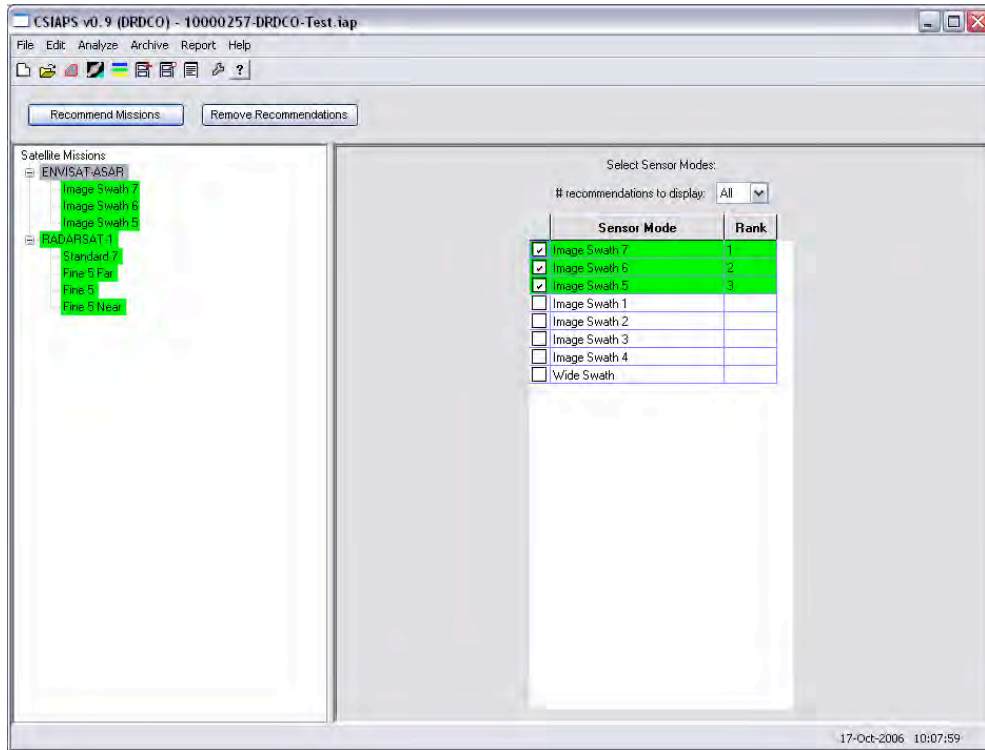 CSIAPS v0.9 (DRDCO) - 10000257-DRDCO-Test.iap
File Edit Analyze Archive Report Help
?
Recommend Missions Remove Recommendations
Satellite Missions
ENVISAT-ASAR
Image Swath 7
Image Swath 6
Image Swath 5
RADARSAT-1
Standard 7
Fine 5 Far
Fine 5
Fine 5 Near
Select Sensor Modes:
# recommendations to display: All
Sensor Mode Rank
Image Swath 7 1
Image Swath 6 2
Image Swath 5 3
Image Swath 1
Image Swath 2
Image Swath 3
Image Swath 4
Wide Swath
17-Oct-2006 10:07:59